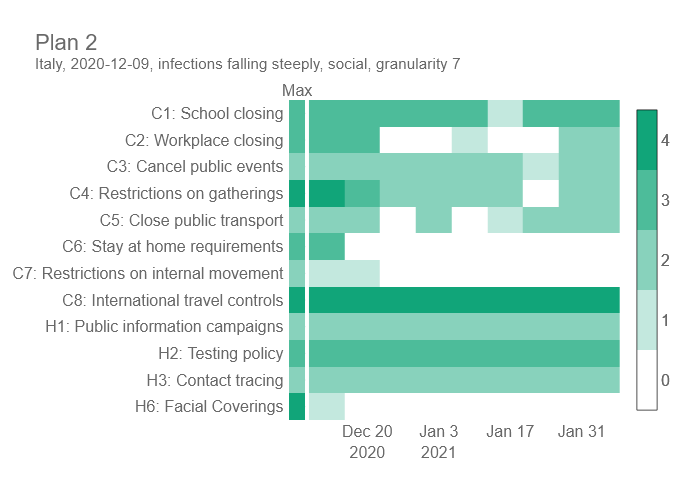 Plan 2
Italy, 2020-12-09, infections falling steeply, social, granularity 7
Max
C1: School closing
C2: Workplace closing
C3: Cancel public events
C4: Restrictions on gatherings
C5: Close public transport
C6: Stay at home requirements
C7: Restrictions on internal movement
C8: International travel controls
H1: Public information campaigns
H2: Testing policy
H3: Contact tracing
H6: Facial Coverings
4
3
2
1
0
Dec 20 Jan 3 Jan 17 Jan 31
2020 2021